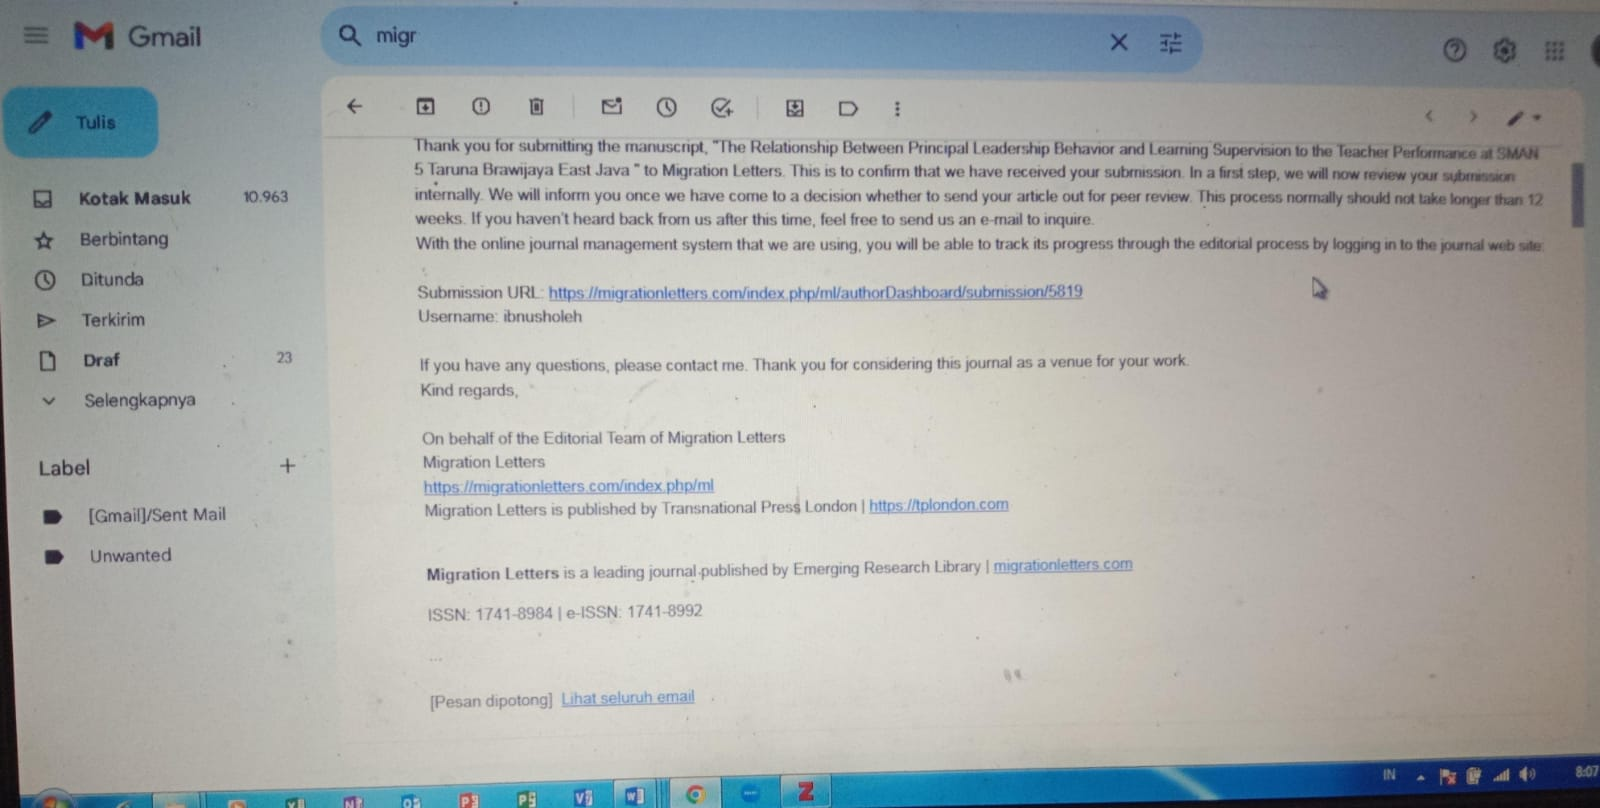 Gmail
migr
Tulis
Kotak Masuk 10.963
Berbintang
Ditunda
Terkirim
Draf 23
Selengkapnya
Label
[Gmail]/Sent Mail
Unwanted
Thank you for submitting the manuscript, "The Relationship Between Principal Leadership Behavior and Learning Supervision to the Teacher Performance at SMAN
5 Taruna Brawijaya East Java " to Migration Letters. This is to confirm that we have received your submission. In a first step, we will now review your submission
internally. We will inform you once we have come to a decision whether to send your article out for peer review. This process normally should not take longer than 12
weeks. If you haven't heard back from us after this time, feel free to send us an e-mail to inquire.
With the online journal management system that we are using, you will be able to track its progress through the editorial process by logging in to the journal web site:
Submission URL: https://migrationletters.com/index.php/ml/authorDashboard/submission/5819
Username: ibnusholeh
If you have any questions, please contact me. Thank you for considering this journal as a venue for your work.
Kind regards,
On behalf of the Editorial Team of Migration Letters
Migration Letters
https://migrationletters.com/index.php/ml
Migration Letters is published by Transnational Press London | https://tplondon.com
Migration Letters is a leading journal published by Emerging Research Library | migrationletters.com
ISSN: 1741-8984 | e-ISSN: 1741-8992
...
[Pesan dipotong] Lihat seluruh email
IN
8:07